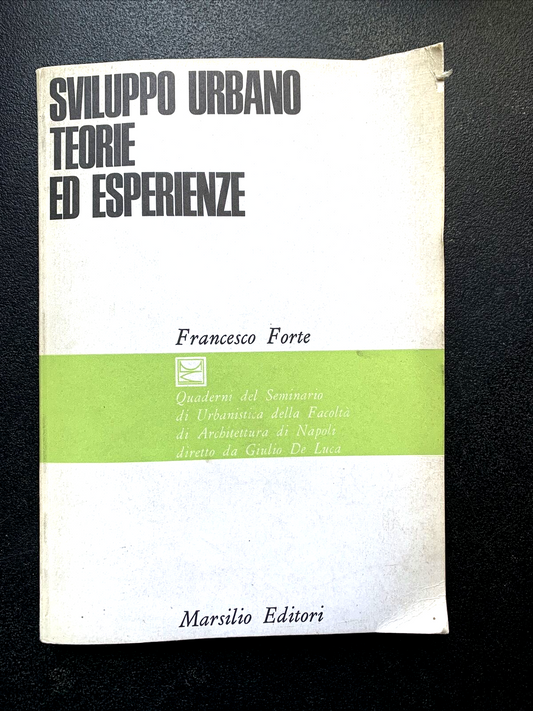 SVILUPPO URBANO
TEORIE
ED ESPERIENZE
Francesco Forte
Quaderni del Seminario
di Urbanistica della Facoltà
di Architettura di Napoli
diretto da Giulio De Luca
Marsilio Editori